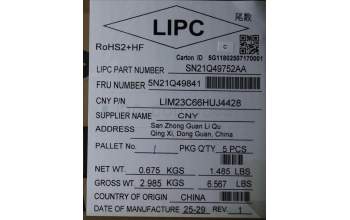 LIPC
尾数
RoHS2+HF
C
Carton ID 5G11802507170001
LIPC PART NUMBER SN21Q49752AA
FRU NUMBER 5N21Q49841
CNY P/N LIM23C66HUJ4428
SUPPLIER NAME CNY
ADDRESS San Zhong Guan Li Qu
Qing Xi, Dong Guan, China
PALLET NO. / PKG Q'TY 5 PCS
NET WT. 0.675 KGS 1.485 LBS
GROSS WT. 2.985 KGS 6.567 LBS
COUNTRY OF ORIGIN CHINA
DATE OF MANUFACTURE 25-29 REV. 1